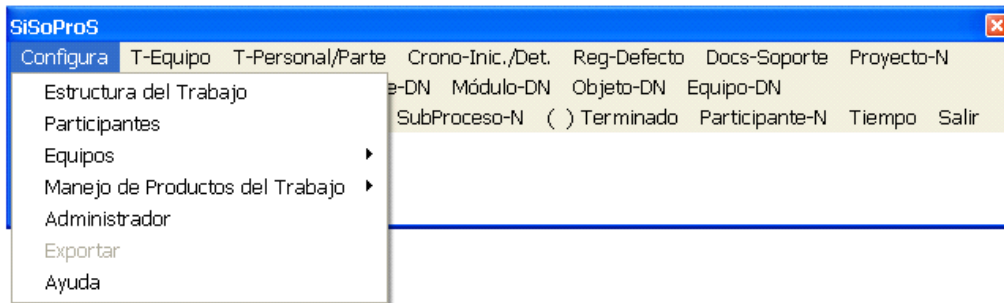 SiSoProS
Configura T-Equipo T-Personal/Parte Crono-Inic./Det. Reg-Defecto Docs-Soporte Proyecto-N
e-DN Módulo-DN Objeto-DN Equipo-DN
SubProceso-N ( ) Terminado Participante-N Tiempo Salir
Estructura del Trabajo
Participantes
Equipos
Manejo de Productos del Trabajo
Administrador
Exportar
Ayuda